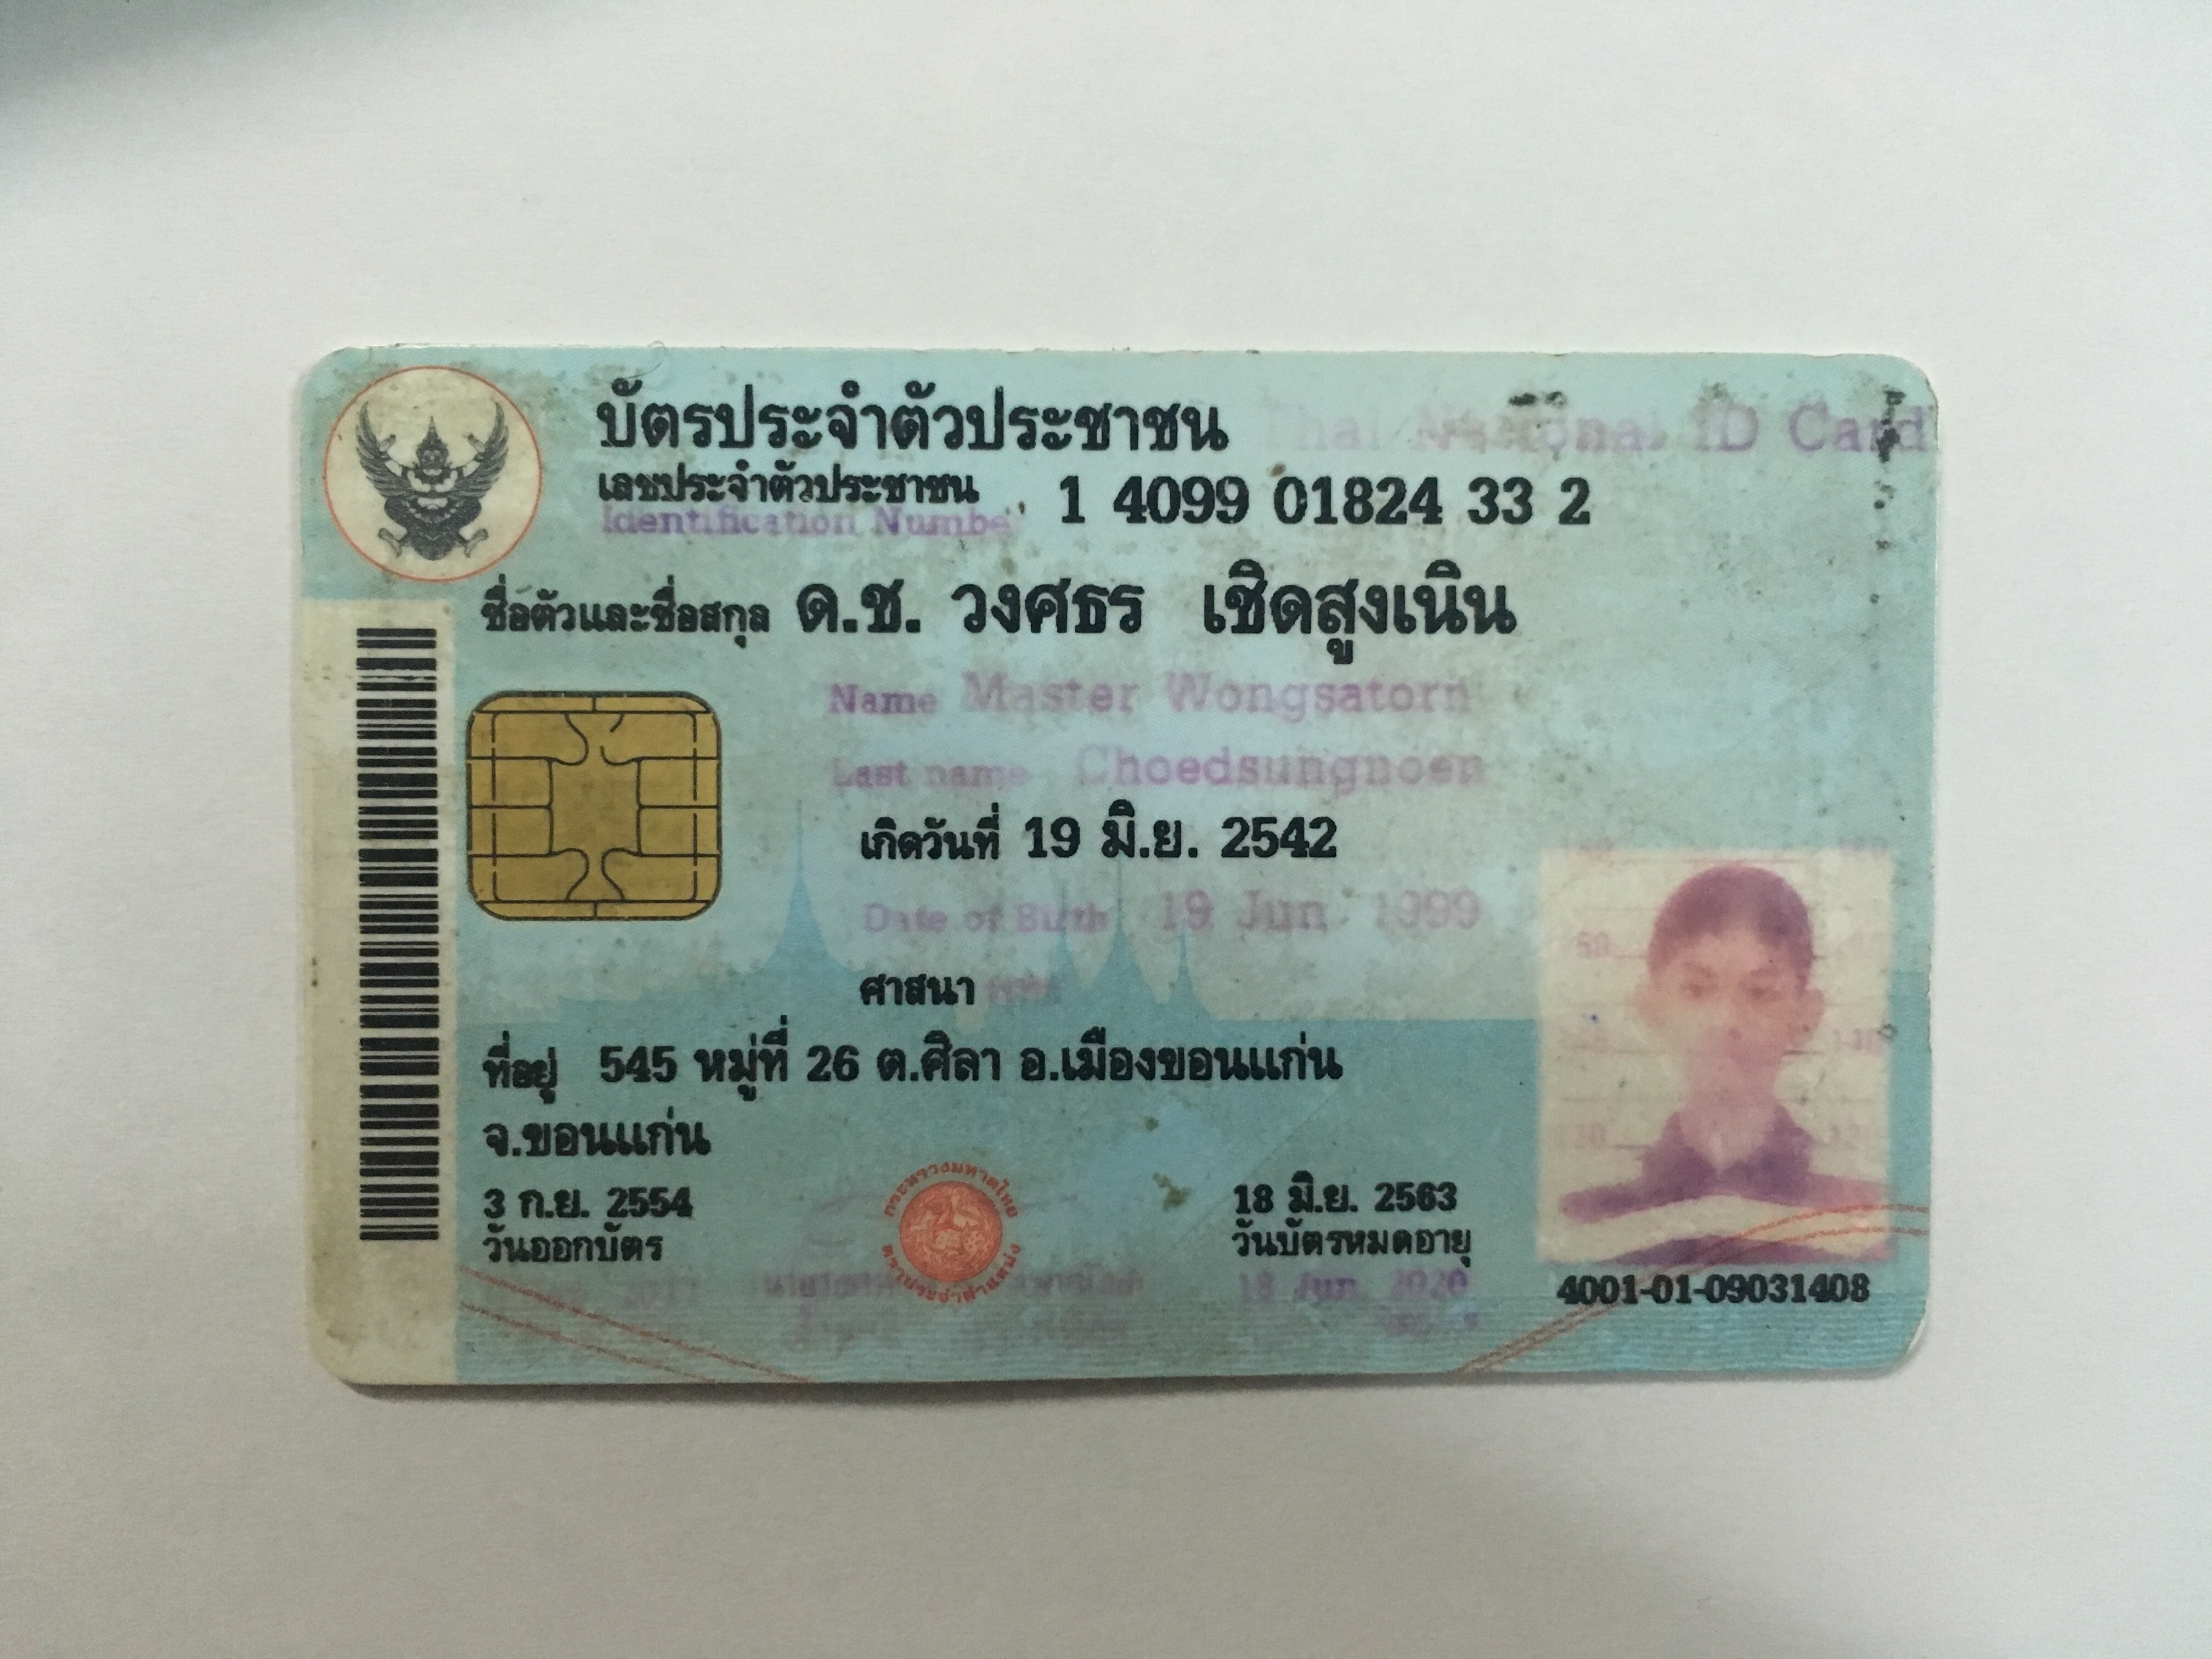 บัตรประจำตัวประชาชน Thai National ID Card
เลขประจำตัวประชาชน 1 4099 01824 33 2
Identification Number
ชื่อตัวและชื่อสกุล ด.ช. วงศธร เชิดสูงเนิน
Name Master Wongsatorn
Last name Choedsungnoen
เกิดวันที่ 19 มิ.ย. 2542
Date of Birth 19 Jun 1999
ศาสนา
ที่อยู่ 545 หมู่ที่ 26 ต.ศิลา อ.เมืองขอนแก่น
จ.ขอนแก่น
3 ก.ย. 2554
วันออกบัตร
18 มิ.ย. 2563
วันบัตรหมดอายุ
18 Jun. 2020
4001-01-09031408